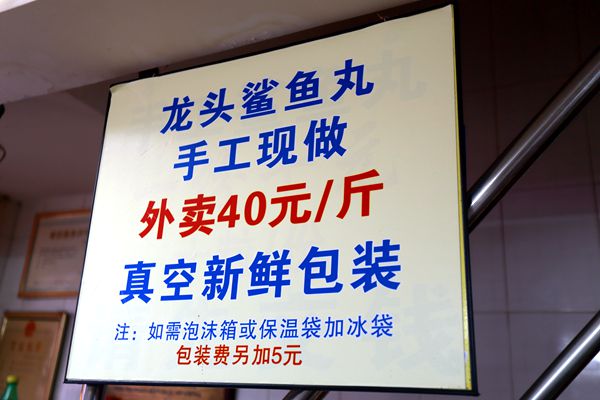 龙头鲨鱼丸
手工现做
外卖40元/斤
真空新鲜包装
注：如需泡沫箱或保温袋加冰袋
包装费另加5元